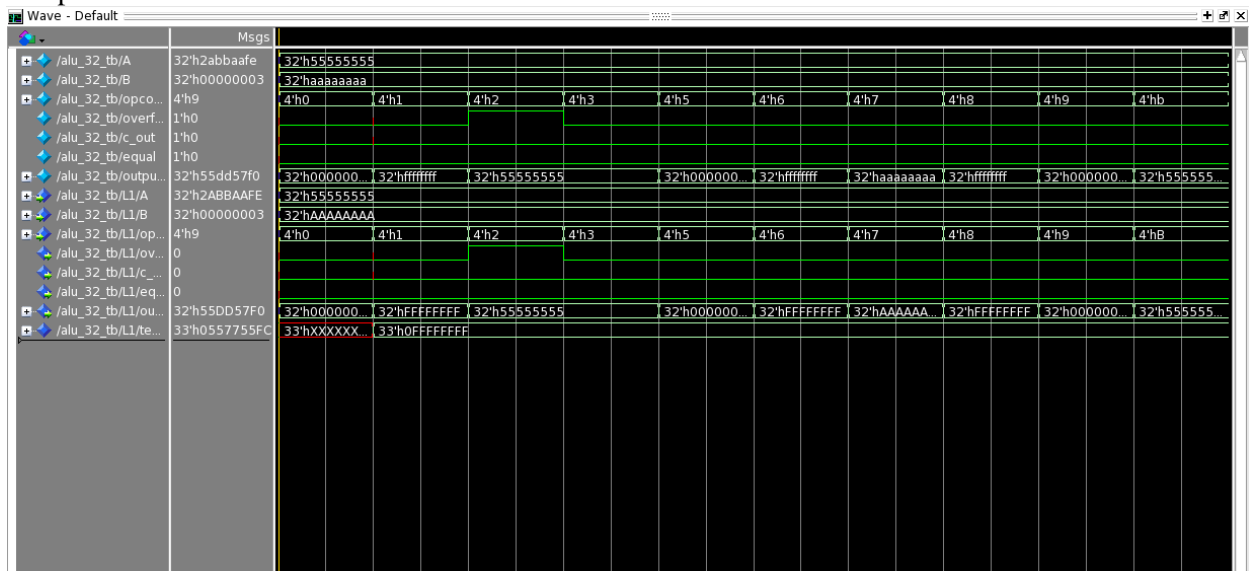 Wave - Default
Msgs
/alu_32_tb/A 32'h2abbaafe 32'h55555555
/alu_32_tb/B 32'h00000003 32'haaaaaaaa
/alu_32_tb/opco... 4'h9 4'h0 4'h1 4'h2 4'h3 4'h5 4'h6 4'h7 4'h8 4'h9 4'hb
/alu_32_tb/overf... 1'h0
/alu_32_tb/c_out 1'h0
/alu_32_tb/equal 1'h0
/alu_32_tb/outpu... 32'h55dd57f0 32'h000000... 32'hffffffff 32'h55555555 32'h000000... 32'hffffffff 32'haaaaaaaa 32'hffffffff 32'h000000... 32'h555555...
/alu_32_tb/L1/A 32'h2ABBAAFE 32'h55555555
/alu_32_tb/L1/B 32'h00000003 32'hAAAAAAAA
/alu_32_tb/L1/op... 4'h9 4'h0 4'h1 4'h2 4'h3 4'h5 4'h6 4'h7 4'h8 4'h9 4'hB
/alu_32_tb/L1/ov... 0
/alu_32_tb/L1/c_... 0
/alu_32_tb/L1/eq... 0
/alu_32_tb/L1/ou... 32'h55DD57F0 32'h000000... 32'hFFFFFFFF 32'h55555555 32'h000000... 32'hFFFFFFFF 32'hAAAAAA... 32'hFFFFFFFF 32'h000000... 32'h555555...
/alu_32_tb/L1/te... 33'h0557755FC 33'hXXXXXX... 33'h0FFFFFFFF